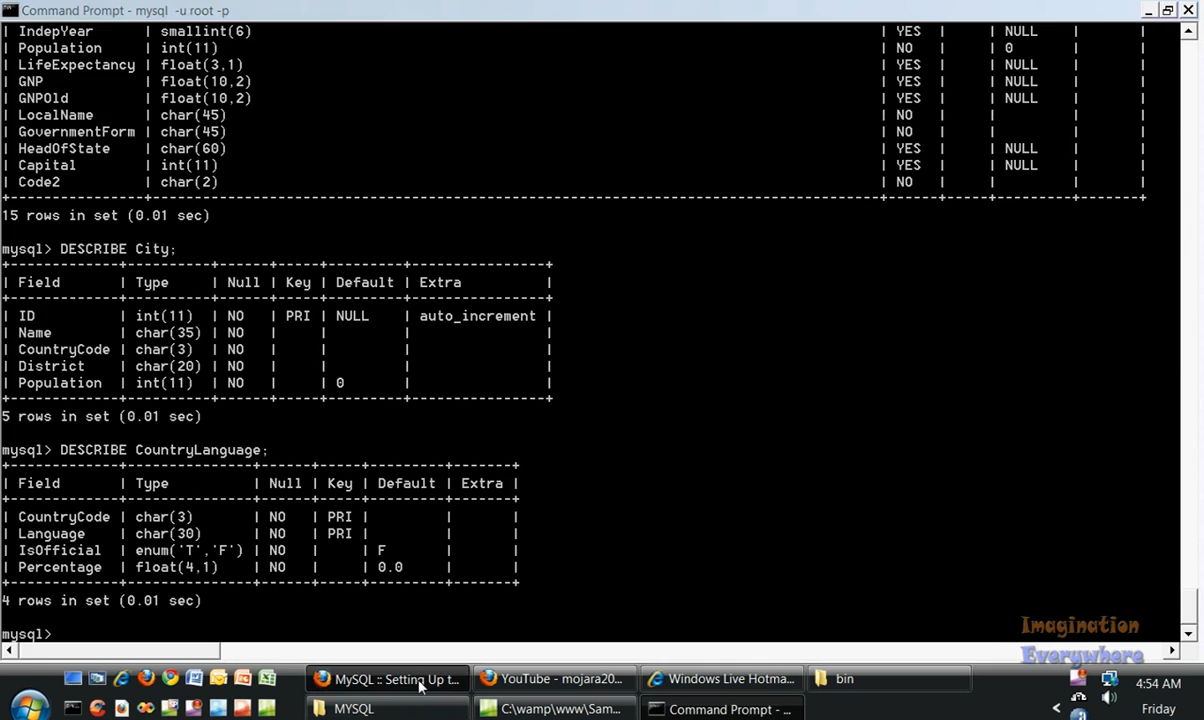 Command Prompt - mysql  -u root -p
| IndepYear      | smallint(6) | YES |     | NULL    |       |
| Population     | int(11) | NO  |     | 0       |       |
| LifeExpectancy | float(3,1) | YES |     | NULL    |       |
| GNP            | float(10,2) | YES |     | NULL    |       |
| GNPOld         | float(10,2) | YES |     | NULL    |       |
| LocalName      | char(45) | NO  |     |         |       |
| GovernmentForm | char(45) | NO  |     |         |       |
| HeadOfState    | char(60) | YES |     | NULL    |       |
| Capital        | int(11) | YES |     | NULL    |       |
| Code2          | char(2) | NO  |     |         |       |
15 rows in set (0.01 sec)
mysql> DESCRIBE City;
| Field       | Type     | Null | Key | Default | Extra          |
| ID          | int(11)  | NO   | PRI | NULL    | auto_increment |
| Name        | char(35) | NO   |     |         |                |
| CountryCode | char(3)  | NO   |     |         |                |
| District    | char(20) | NO   |     |         |                |
| Population  | int(11)  | NO   |     | 0       |                |
5 rows in set (0.01 sec)
mysql> DESCRIBE CountryLanguage;
| Field       | Type          | Null | Key | Default | Extra |
| CountryCode | char(3)       | NO   | PRI |         |       |
| Language    | char(30)      | NO   | PRI |         |       |
| IsOfficial  | enum('T','F') | NO   |     | F       |       |
| Percentage  | float(4,1)    | NO   |     | 0.0     |       |
4 rows in set (0.01 sec)
mysql>
Imagination
Everywhere
MySQL :: Setting Up t...
YouTube - mojara20...
Windows Live Hotma...
bin
4:54 AM
MYSQL
C:\wamp\www\Sam...
Command Prompt - ...
Friday